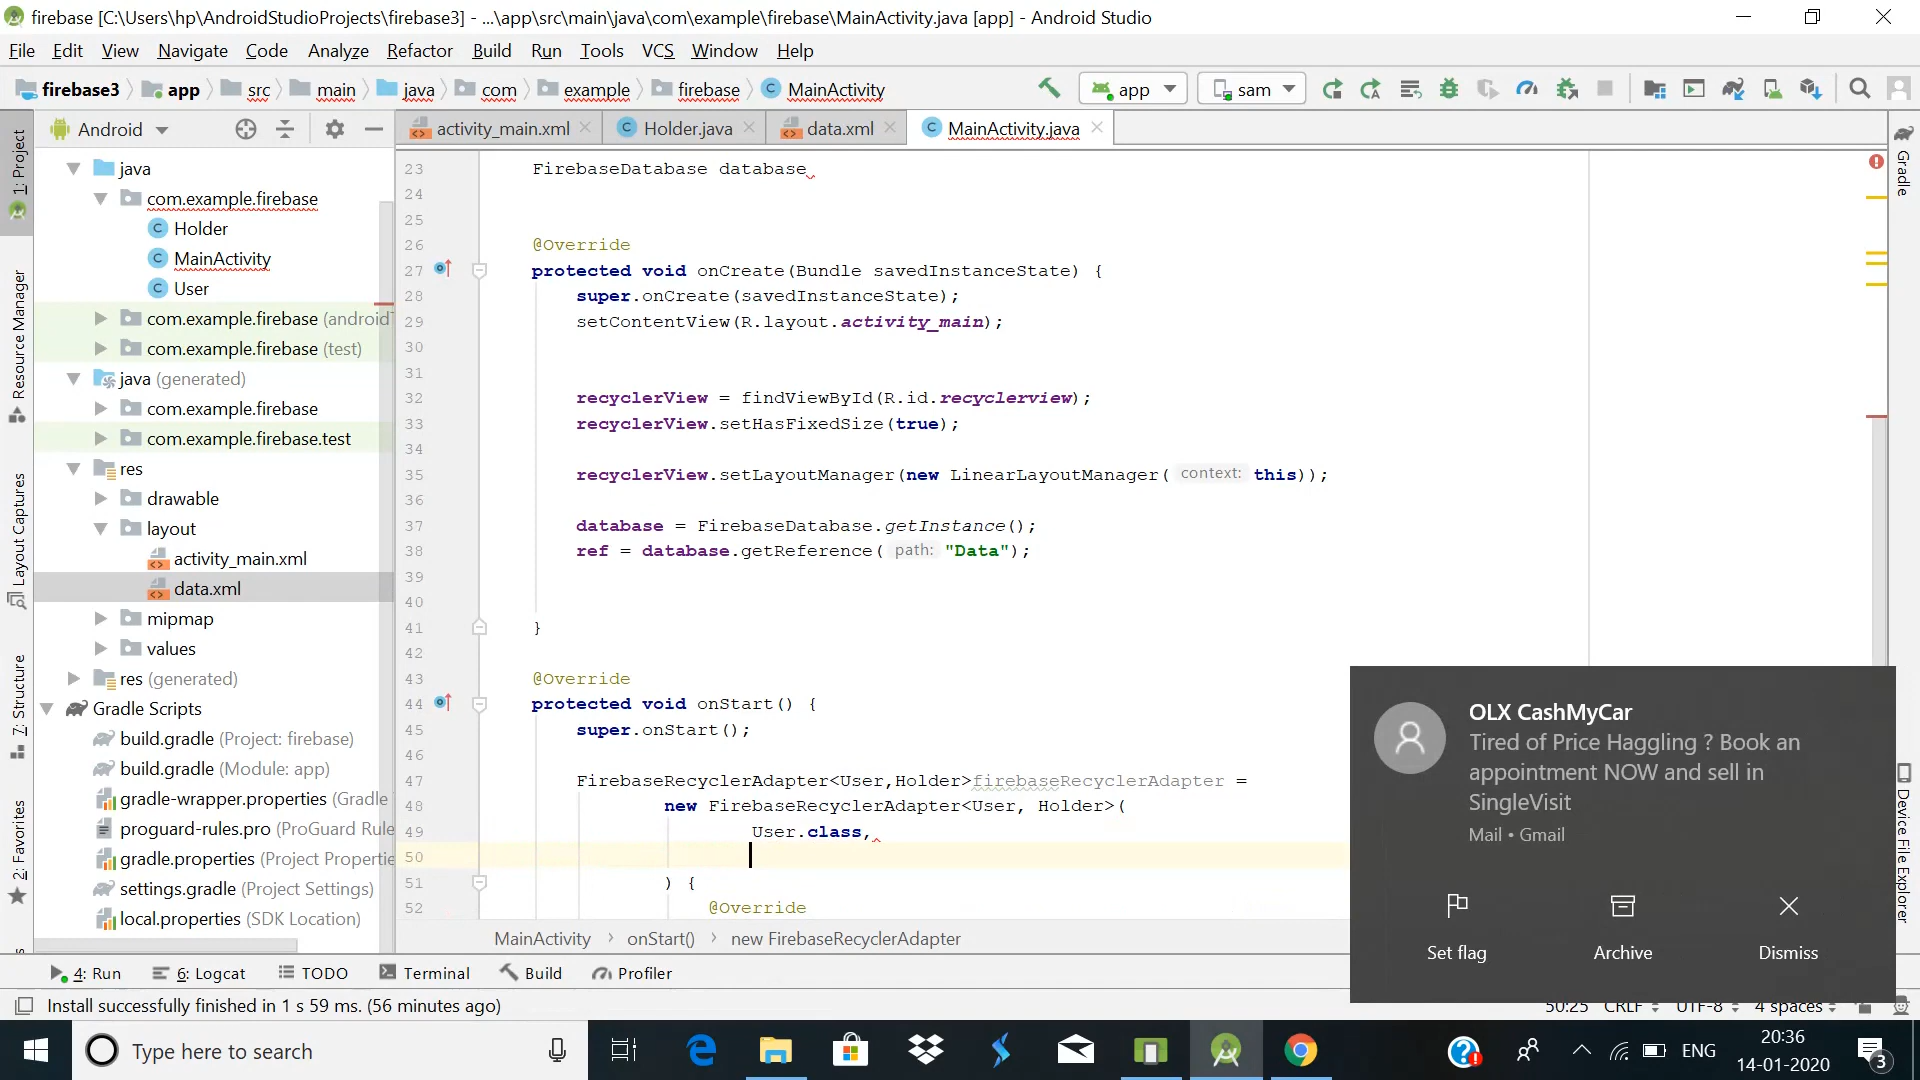 firebase [C:\Users\hp\AndroidStudioProjects\firebase3] - ...\app\src\main\java\com\example\firebase\MainActivity.java [app] - Android Studio
File Edit View Navigate Code Analyze Refactor Build Run Tools VCS Window Help
firebase3 app src main java com example firebase MainActivity app sam
Android activity_main.xml Holder.java data.xml MainActivity.java
1: Project
Resource Manager
Layout Captures
7: Structure
2: Favorites
java
com.example.firebase
Holder
MainActivity
User
com.example.firebase (android
com.example.firebase (test)
java (generated)
com.example.firebase
com.example.firebase.test
res
drawable
layout
activity_main.xml
data.xml
mipmap
values
res (generated)
Gradle Scripts
build.gradle (Project: firebase)
build.gradle (Module: app)
gradle-wrapper.properties (Gradle
proguard-rules.pro (ProGuard Rule
gradle.properties (Project Propertie
settings.gradle (Project Settings)
local.properties (SDK Location)
23 FirebaseDatabase database
24
25
26 @Override
27 protected void onCreate(Bundle savedInstanceState) {
28 super.onCreate(savedInstanceState);
29 setContentView(R.layout.activity_main);
30
31
32 recyclerView = findViewById(R.id.recyclerview);
33 recyclerView.setHasFixedSize(true);
34
35 recyclerView.setLayoutManager(new LinearLayoutManager( context: this));
36
37 database = FirebaseDatabase.getInstance();
38 ref = database.getReference( path: "Data");
39
40
41 }
42
43 @Override
44 protected void onStart() {
45 super.onStart();
46
47 FirebaseRecyclerAdapter<User,Holder>firebaseRecyclerAdapter =
48 new FirebaseRecyclerAdapter<User, Holder>(
49 User.class,
50
51 ) {
52 @Override
MainActivity onStart() new FirebaseRecyclerAdapter
Gradle
Device File Explorer
OLX CashMyCar
Tired of Price Haggling ? Book an
appointment NOW and sell in
SingleVisit
Mail • Gmail
Set flag Archive Dismiss
4: Run 6: Logcat TODO Terminal Build Profiler
Install successfully finished in 1 s 59 ms. (56 minutes ago) 50:25 CRLF UTF-8 4 spaces
Type here to search
ENG
20:36
14-01-2020
3